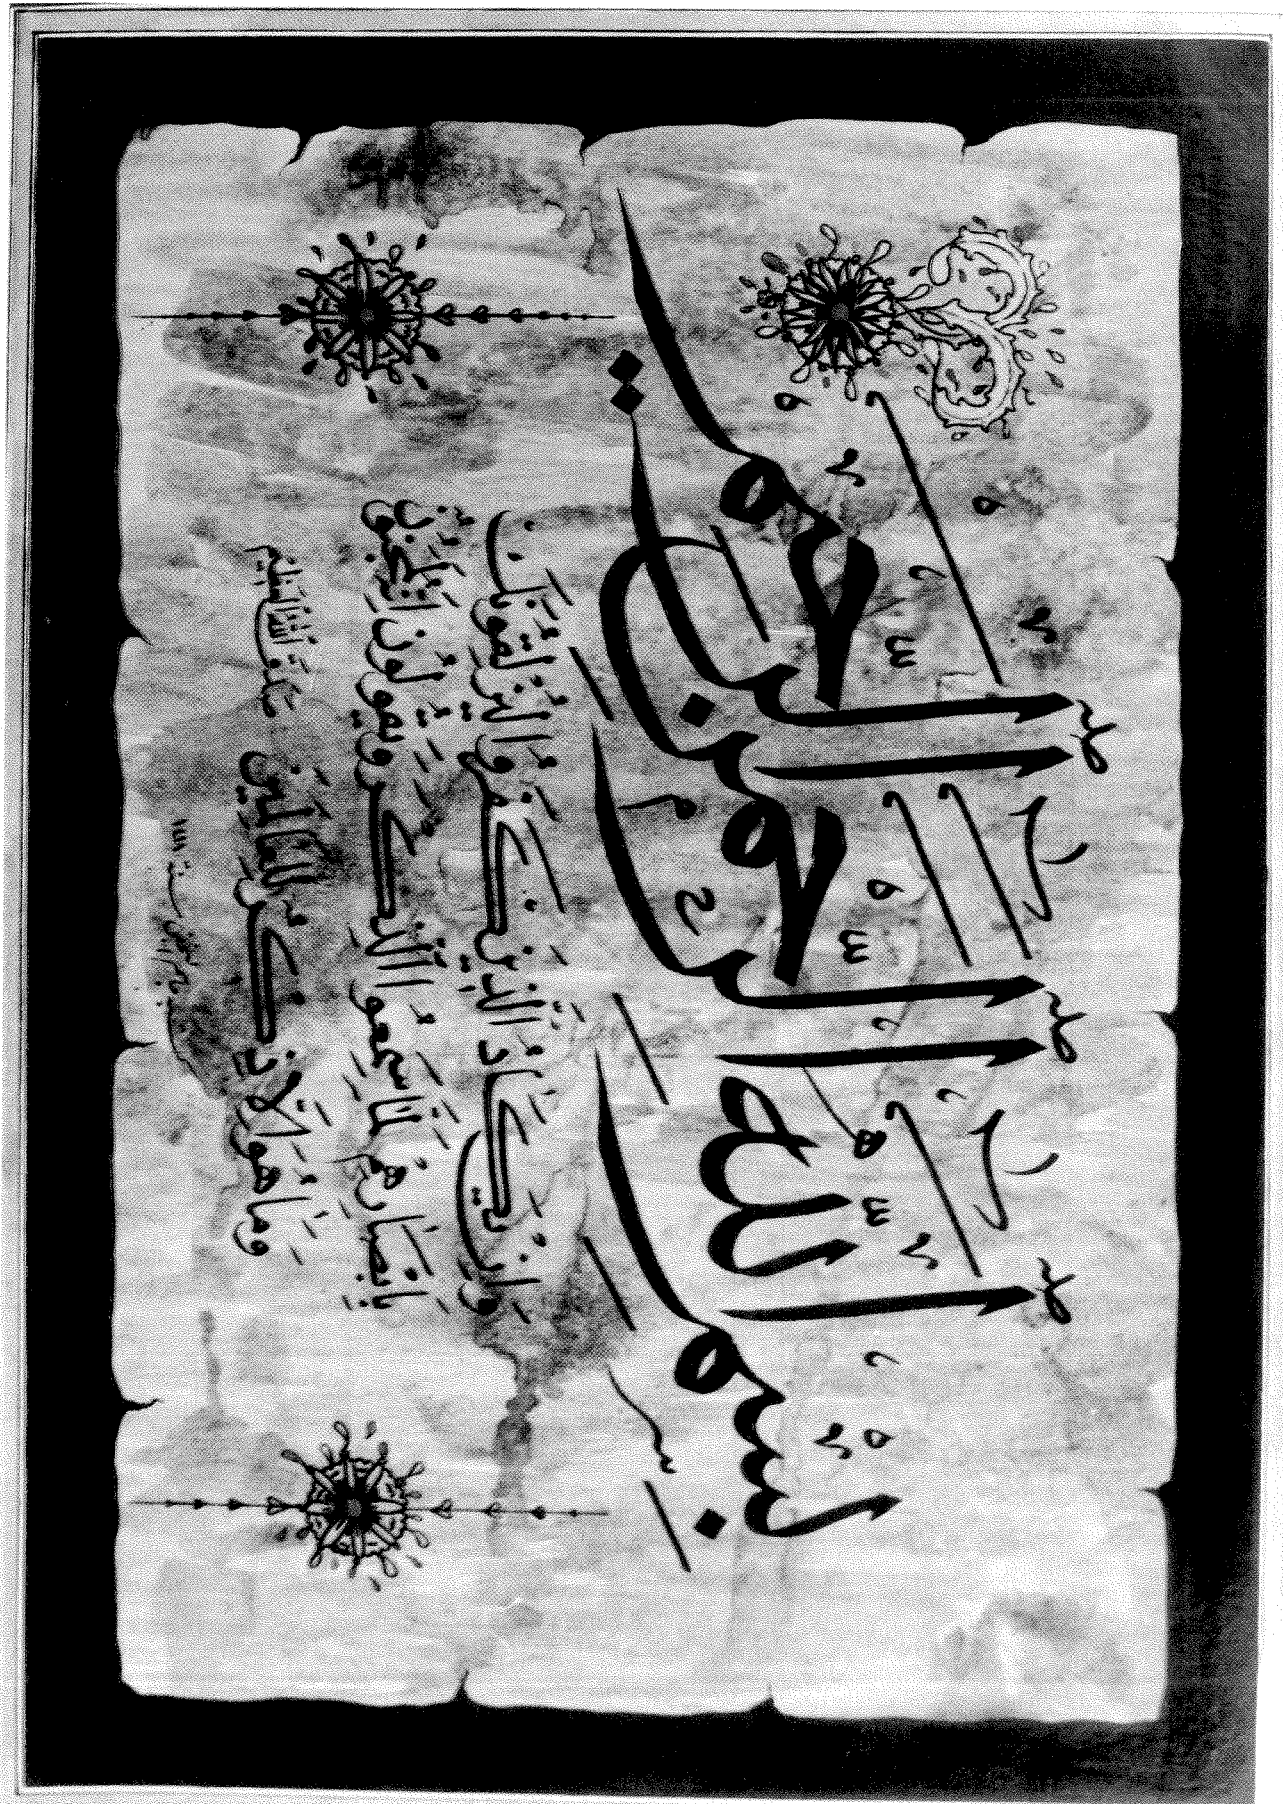 بسم الله الرحمن الرحيم
وان يكاد الذين كفروا ليزلقونك
بابصارهم لما سمعوا الذكر ويقولون انه لمجنون
وما هو الا ذكر للعالمين